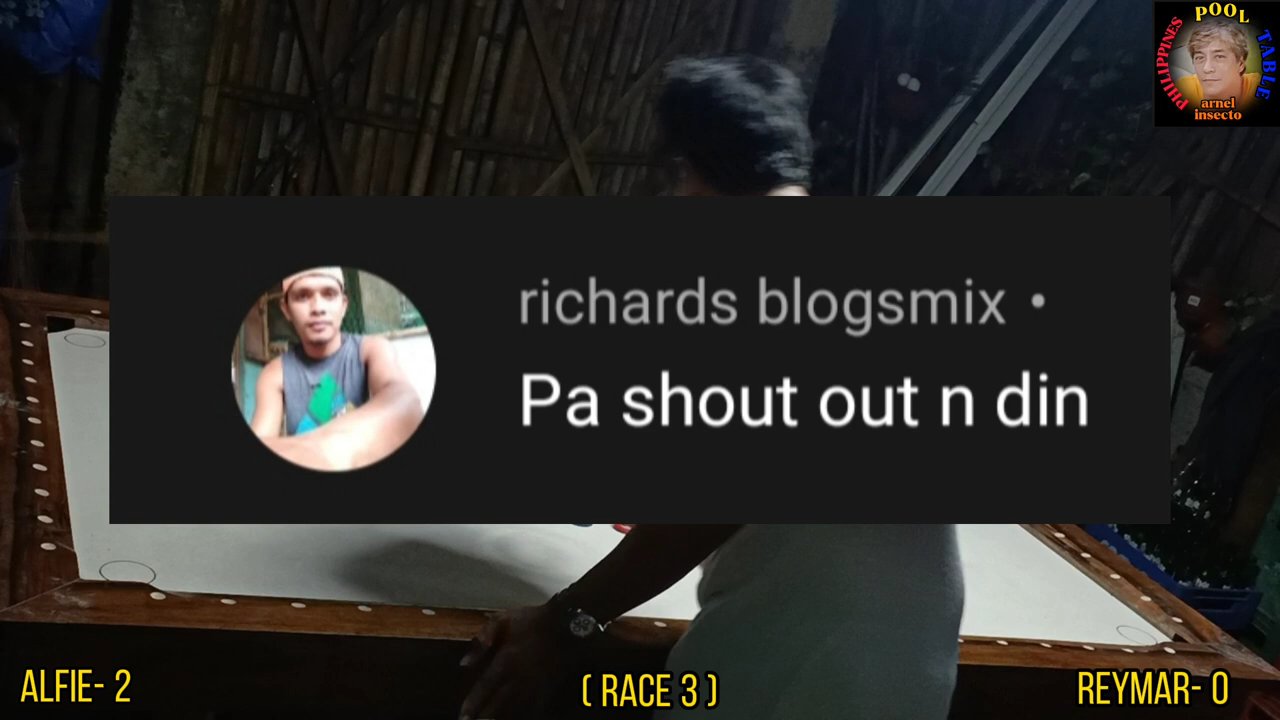 PHILIPPINES POOL TABLE
arnel
insecto
richards blogsmix •
Pa shout out n din
ALFIE- 2
( RACE 3 )
REYMAR- 0